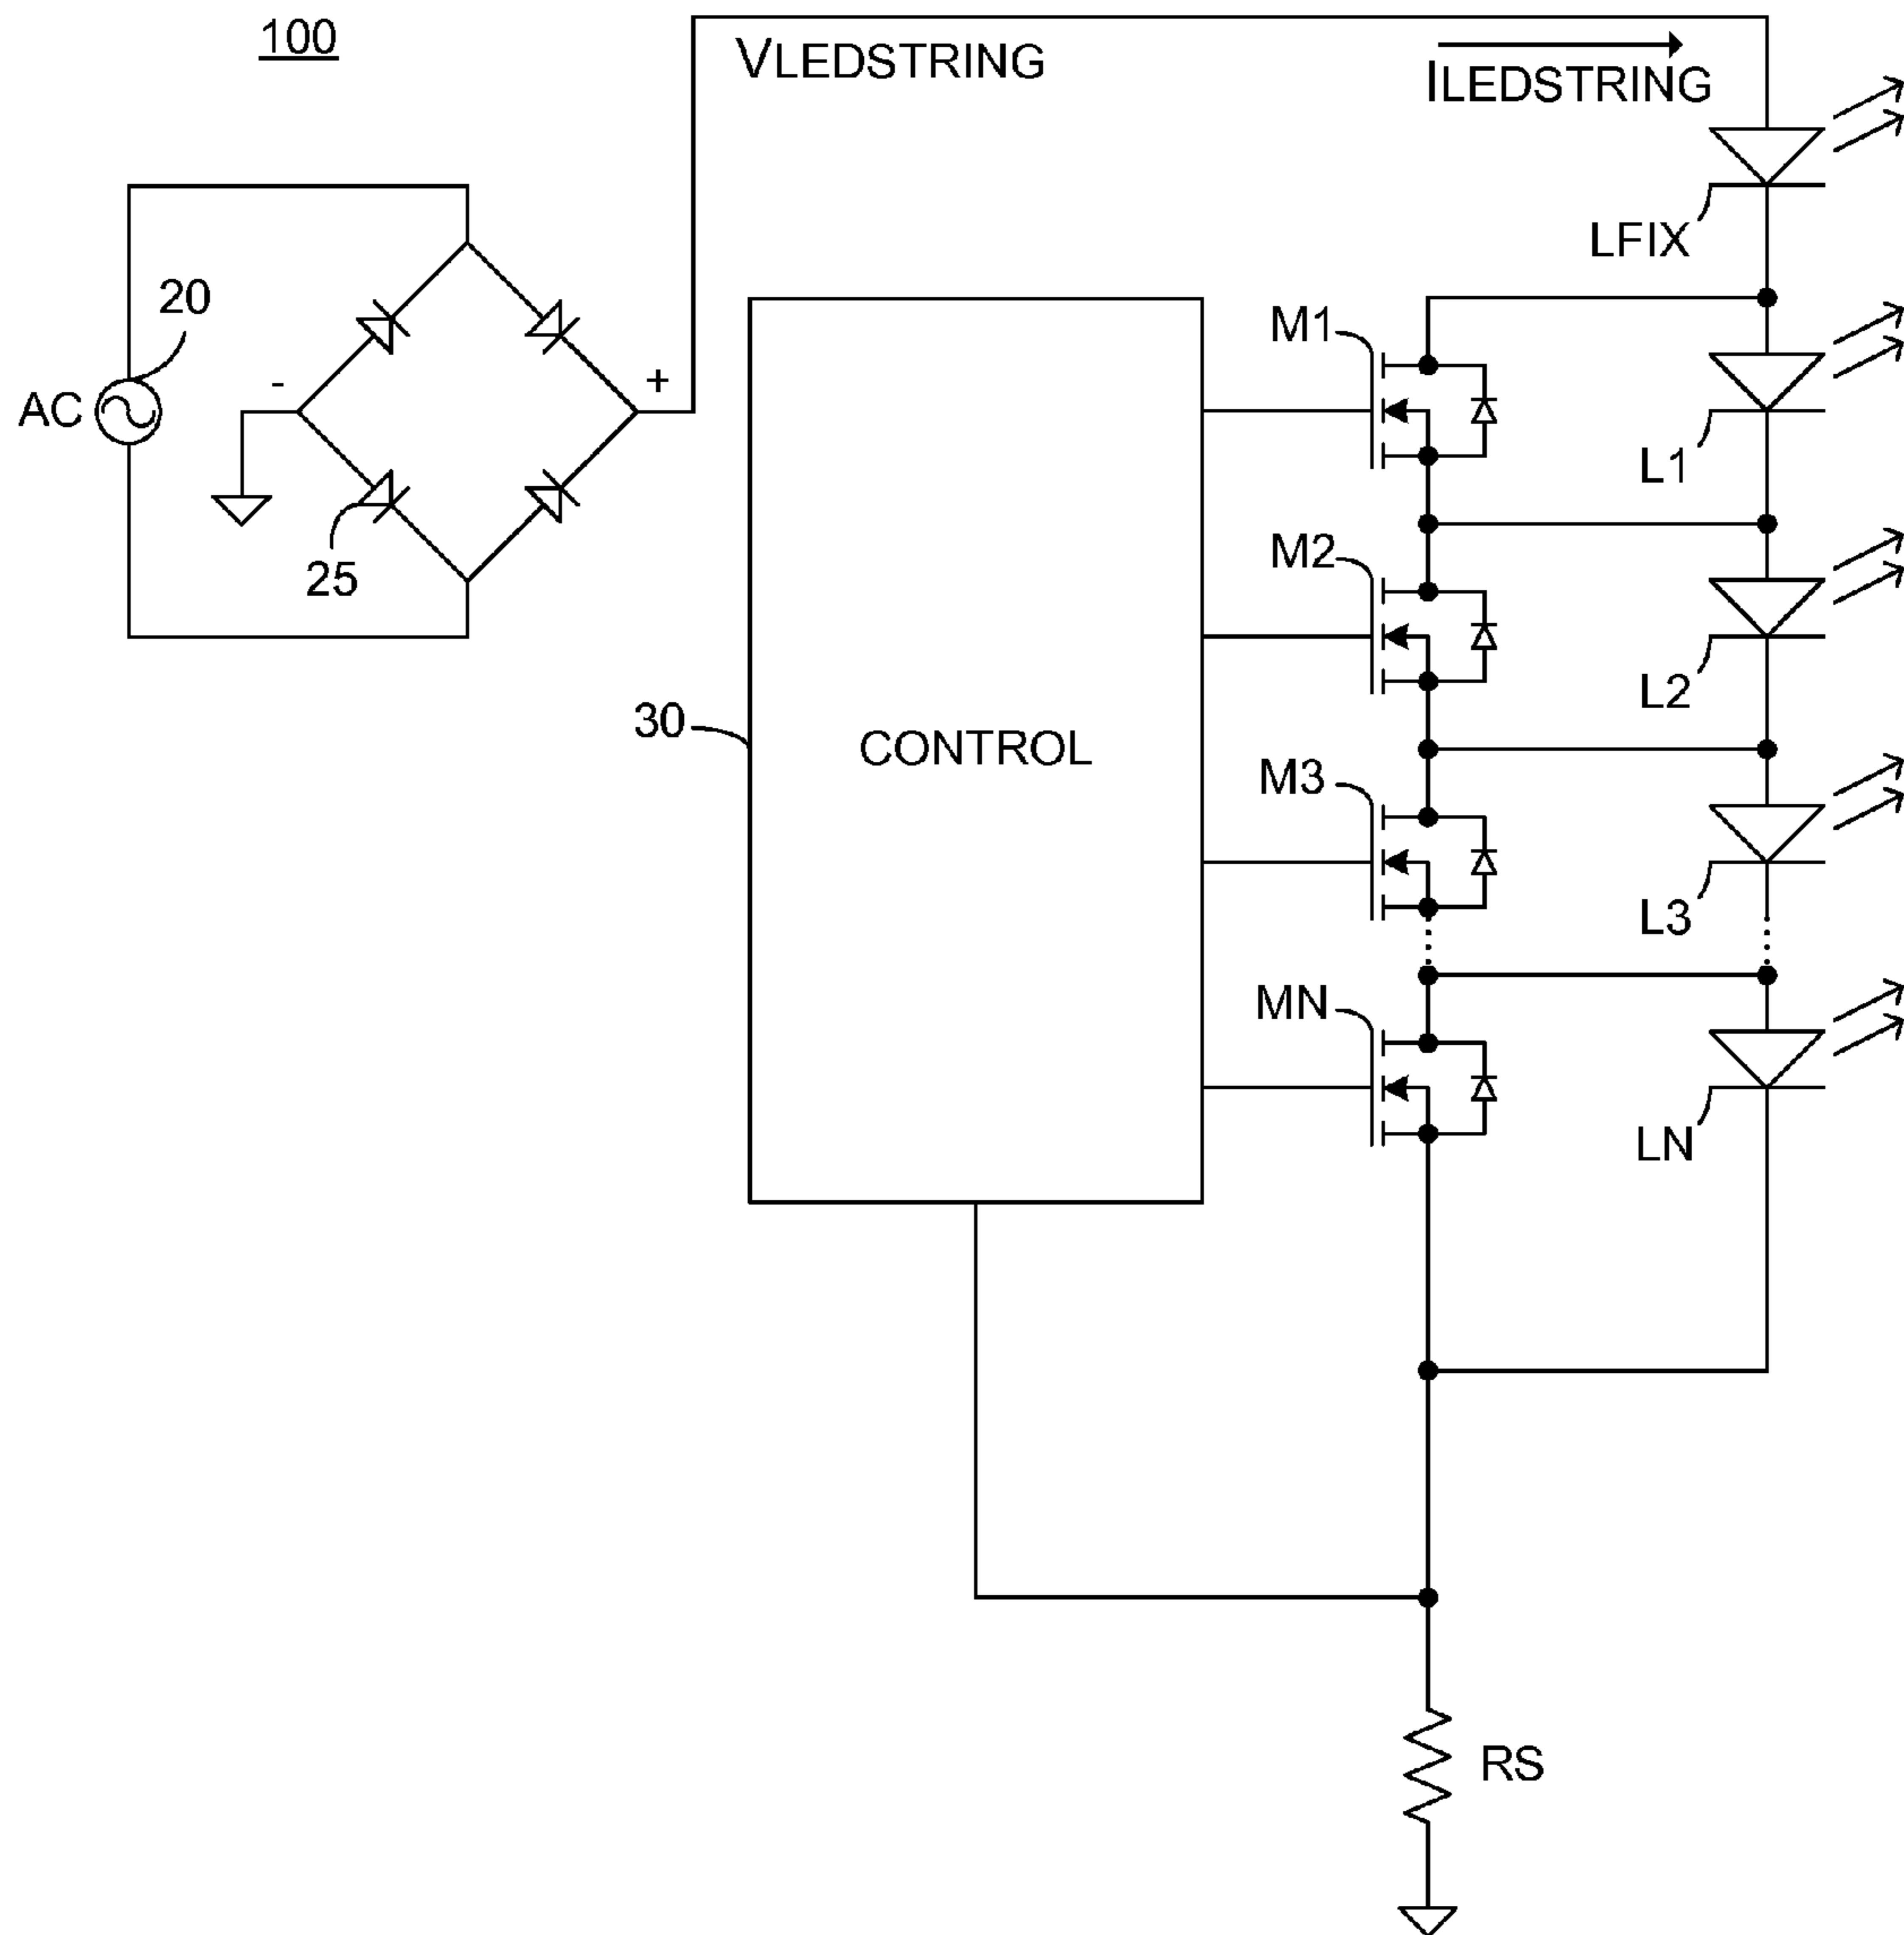 100
VLEDSTRING
ILEDSTRING
LFIX
20
AC
-
+
25
M1
L1
M2
L2
30
CONTROL
M3
L3
MN
LN
RS